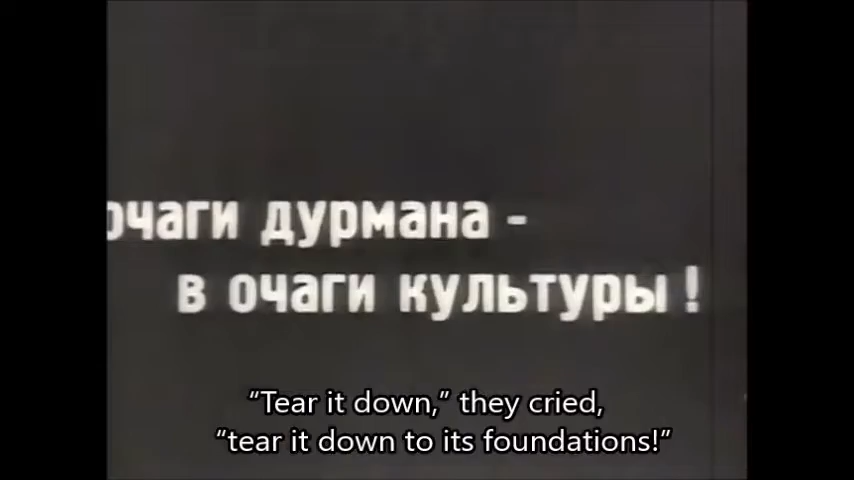 очаги дурмана -
в очаги культуры!
“Tear it down,” they cried,
“tear it down to its foundations!”